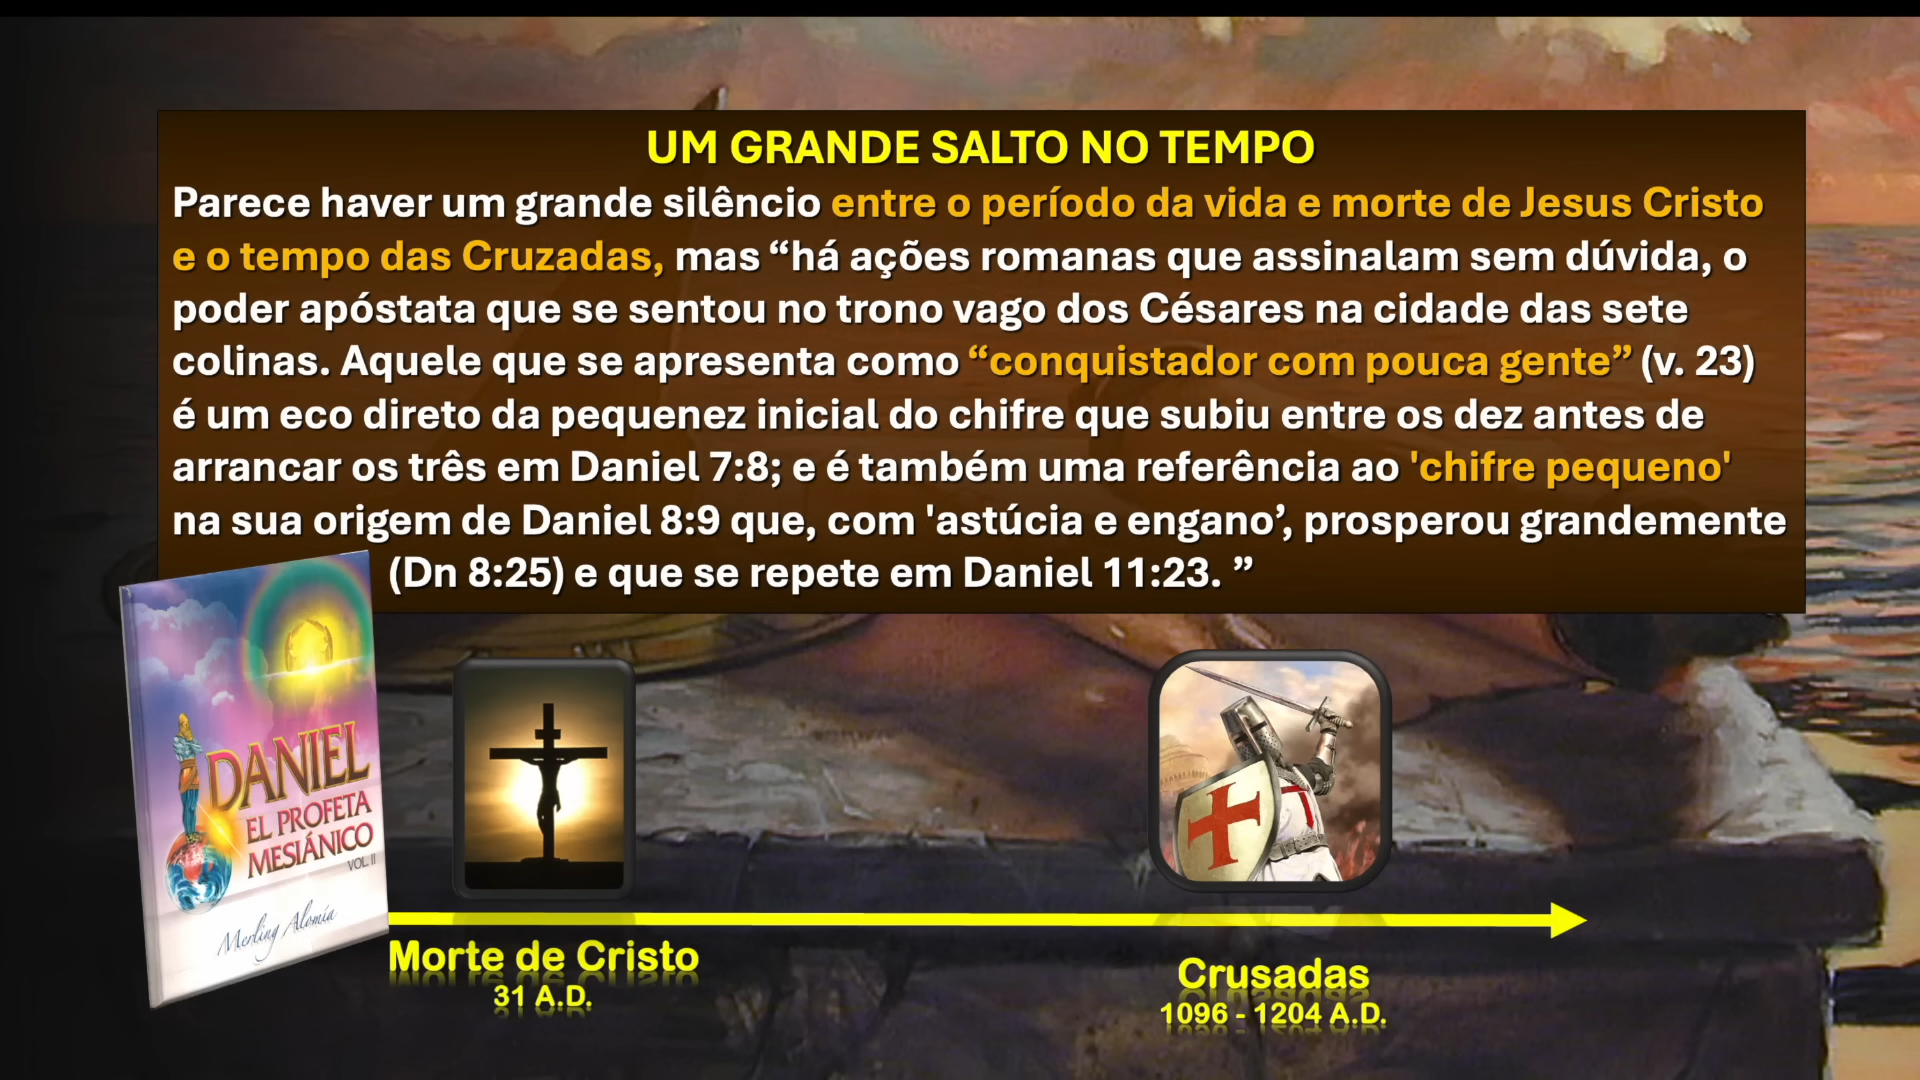 UM GRANDE SALTO NO TEMPO
Parece haver um grande silêncio entre o período da vida e morte de Jesus Cristo
e o tempo das Cruzadas, mas “há ações romanas que assinalam sem dúvida, o
poder apóstata que se sentou no trono vago dos Césares na cidade das sete
colinas. Aquele que se apresenta como “conquistador com pouca gente” (v. 23)
é um eco direto da pequenez inicial do chifre que subiu entre os dez antes de
arrancar os três em Daniel 7:8; e é também uma referência ao 'chifre pequeno'
na sua origem de Daniel 8:9 que, com 'astúcia e engano’, prosperou grandemente
(Dn 8:25) e que se repete em Daniel 11:23. ”
DANIEL
EL PROFETA
MESIÁNICO
VOL. II
Merling Alomía
Morte de Cristo
31 A.D.
Crusadas
1096 - 1204 A.D.